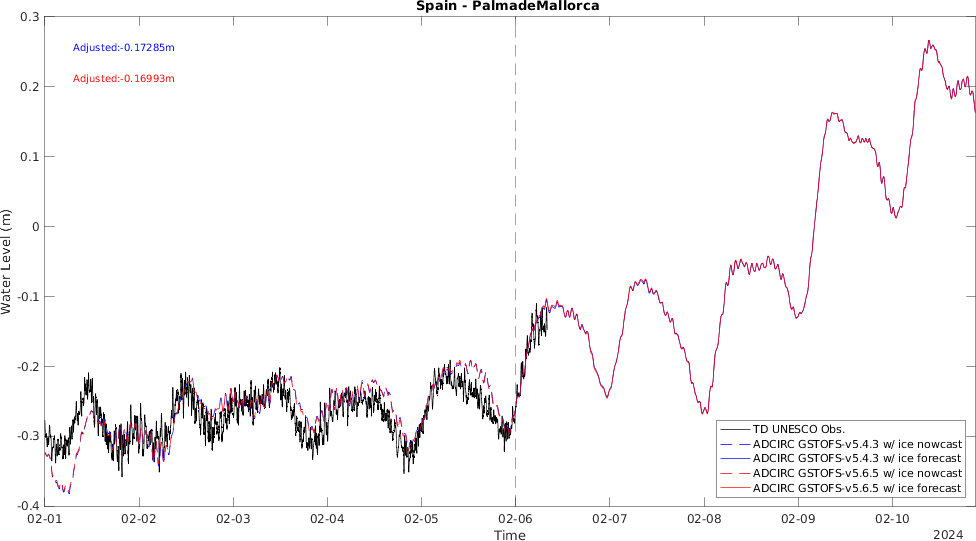 Spain - PalmadeMallorca
0.3
Adjusted:-0.17285m
Adjusted:-0.16993m
0.2
0.1
0
-0.1
-0.2
-0.3
-0.4
Water Level (m)
TD UNESCO Obs.
ADCIRC GSTOFS-v5.4.3 w/ ice nowcast
ADCIRC GSTOFS-v5.4.3 w/ ice forecast
ADCIRC GSTOFS-v5.6.5 w/ ice nowcast
ADCIRC GSTOFS-v5.6.5 w/ ice forecast
02-01 02-02 02-03 02-04 02-05 02-06 02-07 02-08 02-09 02-10
Time
2024